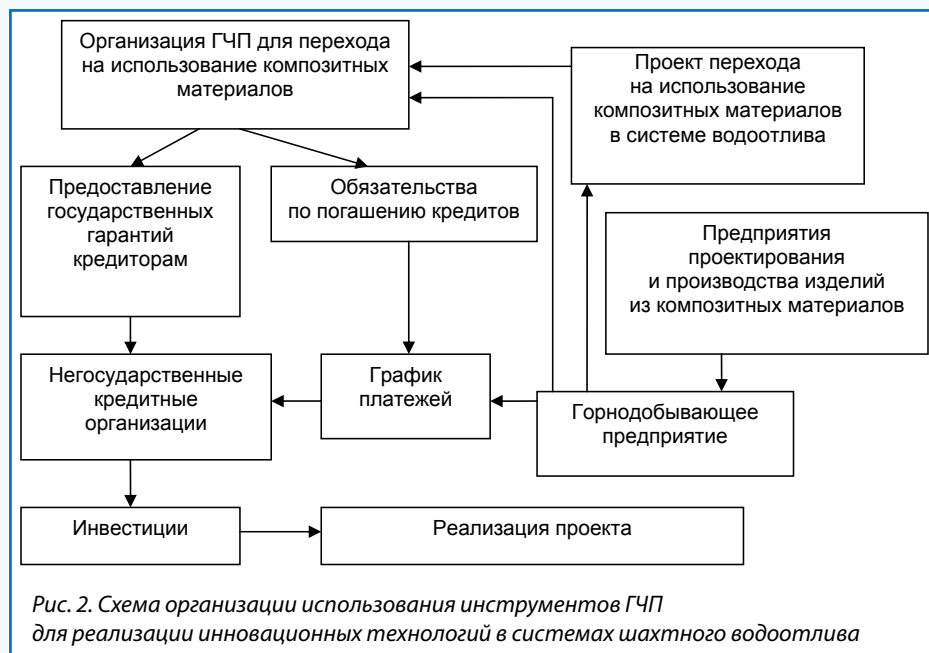 Организация ГЧП для перехода
на использование композитных
материалов
Проект перехода
на использование
композитных материалов
в системе водоотлива
Предоставление
государственных
гарантий
кредиторам
Обязательства
по погашению кредитов
Предприятия
проектирования
и производства изделий
из композитных материалов
Негосударственные
кредитные
организации
График
платежей
Горнодобывающее
предприятие
Инвестиции
Реализация проекта
Рис. 2. Схема организации использования инструментов ГЧП
для реализации инновационных технологий в системах шахтного водоотлива